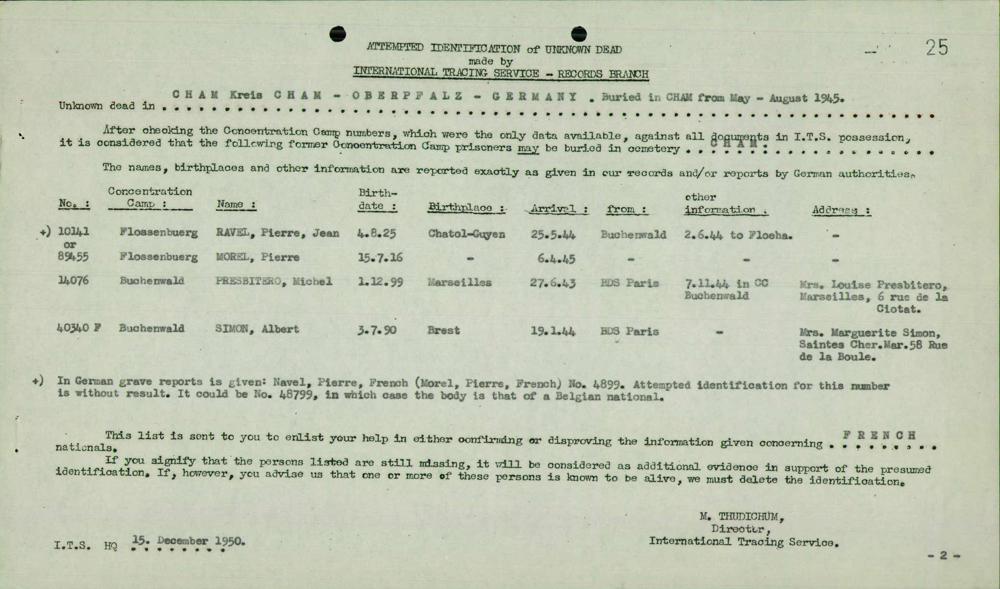 25
ATTEMPTED IDENTIFICATION of UNKNOWN DEAD
made by
INTERNATIONAL TRACING SERVICE - RECORDS BRANCH
Unknown dead in CHAM Kreis CHAM - OBERPFALZ - GERMANY . Buried in CHAM from May - August 1945.
After checking the Concentration Camp numbers, which were the only data available, against all documents in I.T.S. possession,
it is considered that the following former Concentration Camp prisoners may be buried in cemetery CHAM.
The names, birthplaces and other information are reported exactly as given in our records and/or reports by German authorities.
No. : Concentration Camp : Name : Birth-date : Birthplace : Arrival : from : other information : Address :
+) 10141 Flossenbuerg RAVEL, Pierre, Jean 4.8.25 Chatol-Guyen 25.5.44 Buchenwald 2.6.44 to Floeha. -
or
89455 Flossenbuerg MOREL, Pierre 15.7.16 - 6.4.45 - - -
14076 Buchenwald PRESBITERO, Michel 1.12.99 Marseilles 27.6.43 BDS Paris 7.11.44 in CC Mrs. Louise Presbitero,
Buchenwald Marseilles, 6 rue de la
Ciotat.
40340 F Buchenwald SIMON, Albert 3.7.90 Brest 19.1.44 BDS Paris - Mrs. Marguerite Simon,
Saintes Cher.Mar.58 Rue
de la Boule.
+) In German grave reports is given: Navel, Pierre, French (Morel, Pierre, French) No. 4899. Attempted identification for this number
is without result. It could be No. 48799, in which case the body is that of a Belgian national.
This list is sent to you to enlist your help in either confirming or disproving the information given concerning FRENCH
nationals.
If you signify that the persons listed are still missing, it will be considered as additional evidence in support of the presumed
identification. If, however, you advise us that one or more of these persons is known to be alive, we must delete the identification.
M. THUDICHUM,
Director,
International Tracing Service.
I.T.S. HQ 15. December 1950.
- 2 -